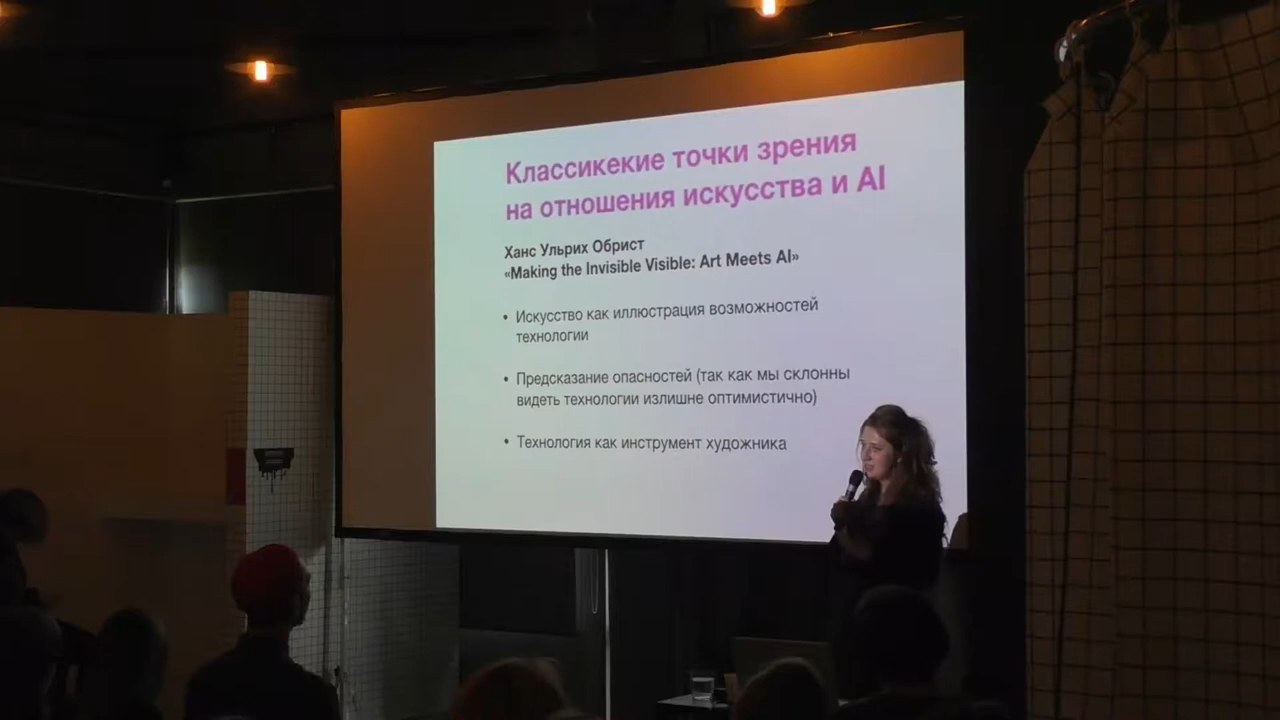 Классикекие точки зрения
на отношения искусства и AI
Ханс Ульрих Обрист
«Making the Invisible Visible: Art Meets AI»
• Искусство как иллюстрация возможностей
технологии
• Предсказание опасностей (так как мы склонны
видеть технологии излишне оптимистично)
• Технология как инструмент художника